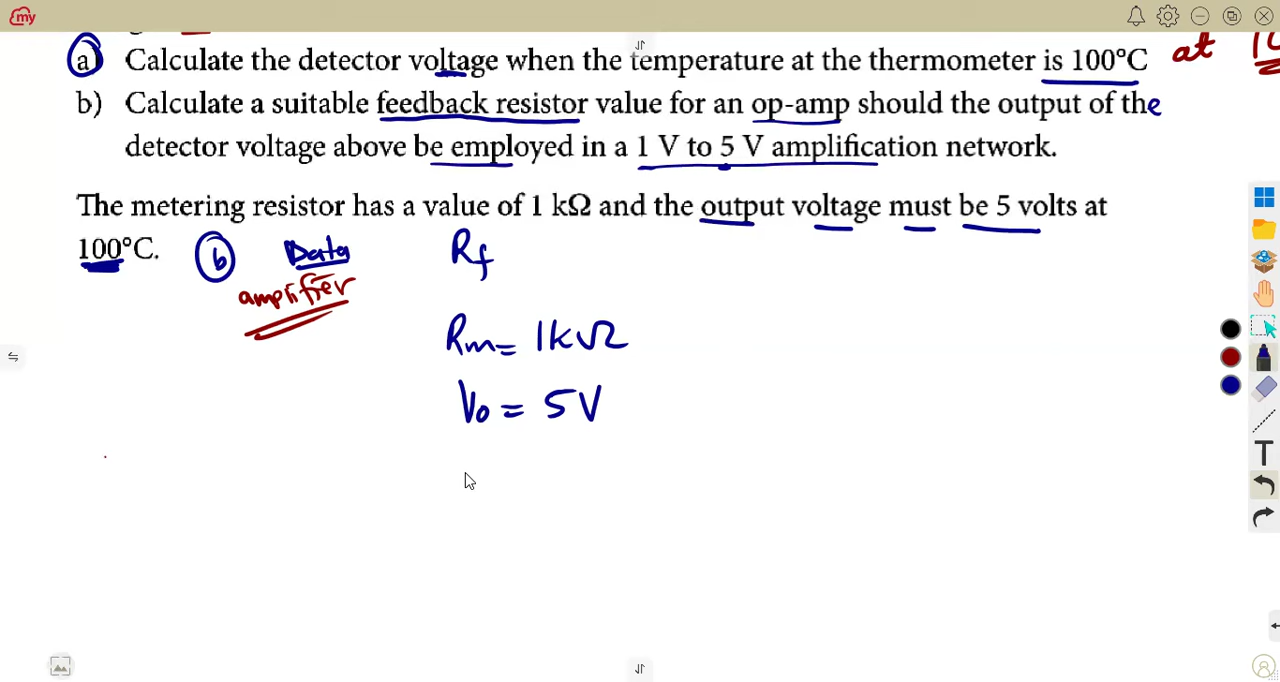 my
a) Calculate the detector voltage when the temperature at the thermometer is 100°C at
b) Calculate a suitable feedback resistor value for an op-amp should the output of the
detector voltage above be employed in a 1 V to 5 V amplification network.
The metering resistor has a value of 1 kΩ and the output voltage must be 5 volts at
100°C. b Data Rf
amplifier
Rm = 1kΩ
Vo = 5V
T